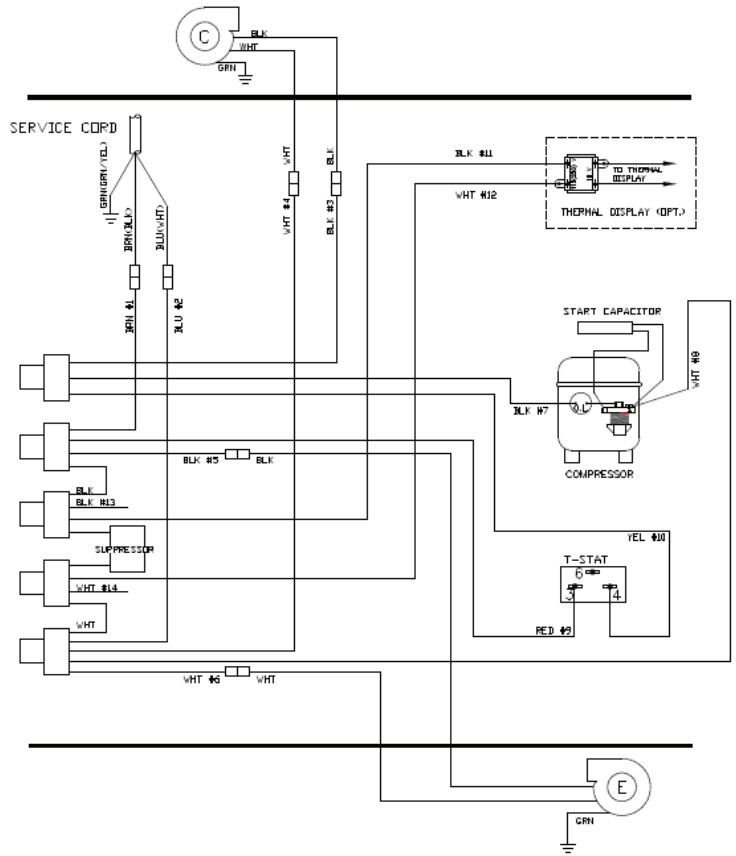 C
BLK
WHT
GRN
SERVICE CORD
GRN(GRN/YEL)
BRN(BLK)
BLU(WHT)
WHT
BLK
WHT #4
BLK #3
BLK #11
WHT #12
TO THERMAL
DISPLAY
THERMAL DISPLAY (OPT.)
BRN #1
BLU #2
START CAPACITOR
WHT #8
O.L
BLK #7
COMPRESSOR
BLK #5
BLK
BLK
BLK #13
SUPPRESSOR
YEL #10
T-STAT
6
3
4
WHT #14
WHT
RED #9
WHT #6
WHT
E
GRN